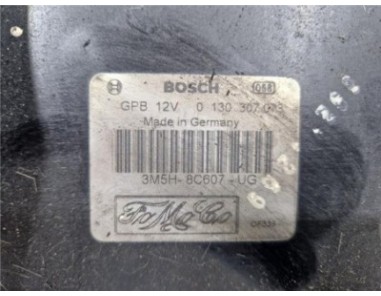 BOSCH
GPB 12V 0 130 307
Made in Germany
3M5H-8C607-UG
FoMoCo